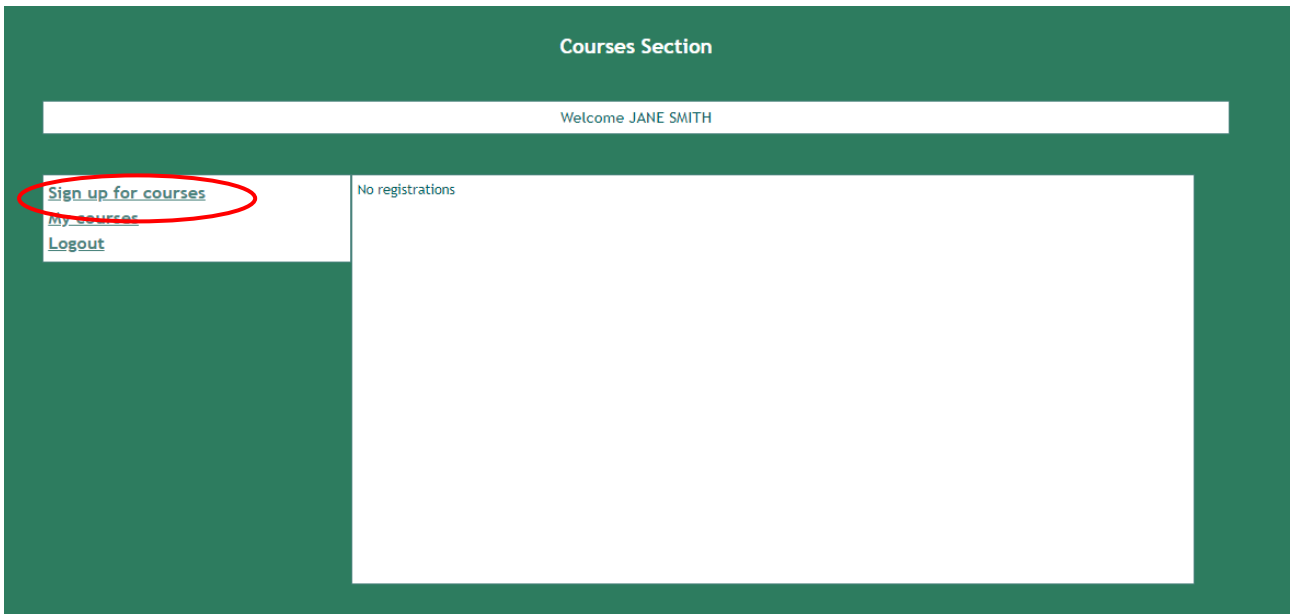 Courses Section
Welcome JANE SMITH
Sign up for courses
My courses
Logout
No registrations